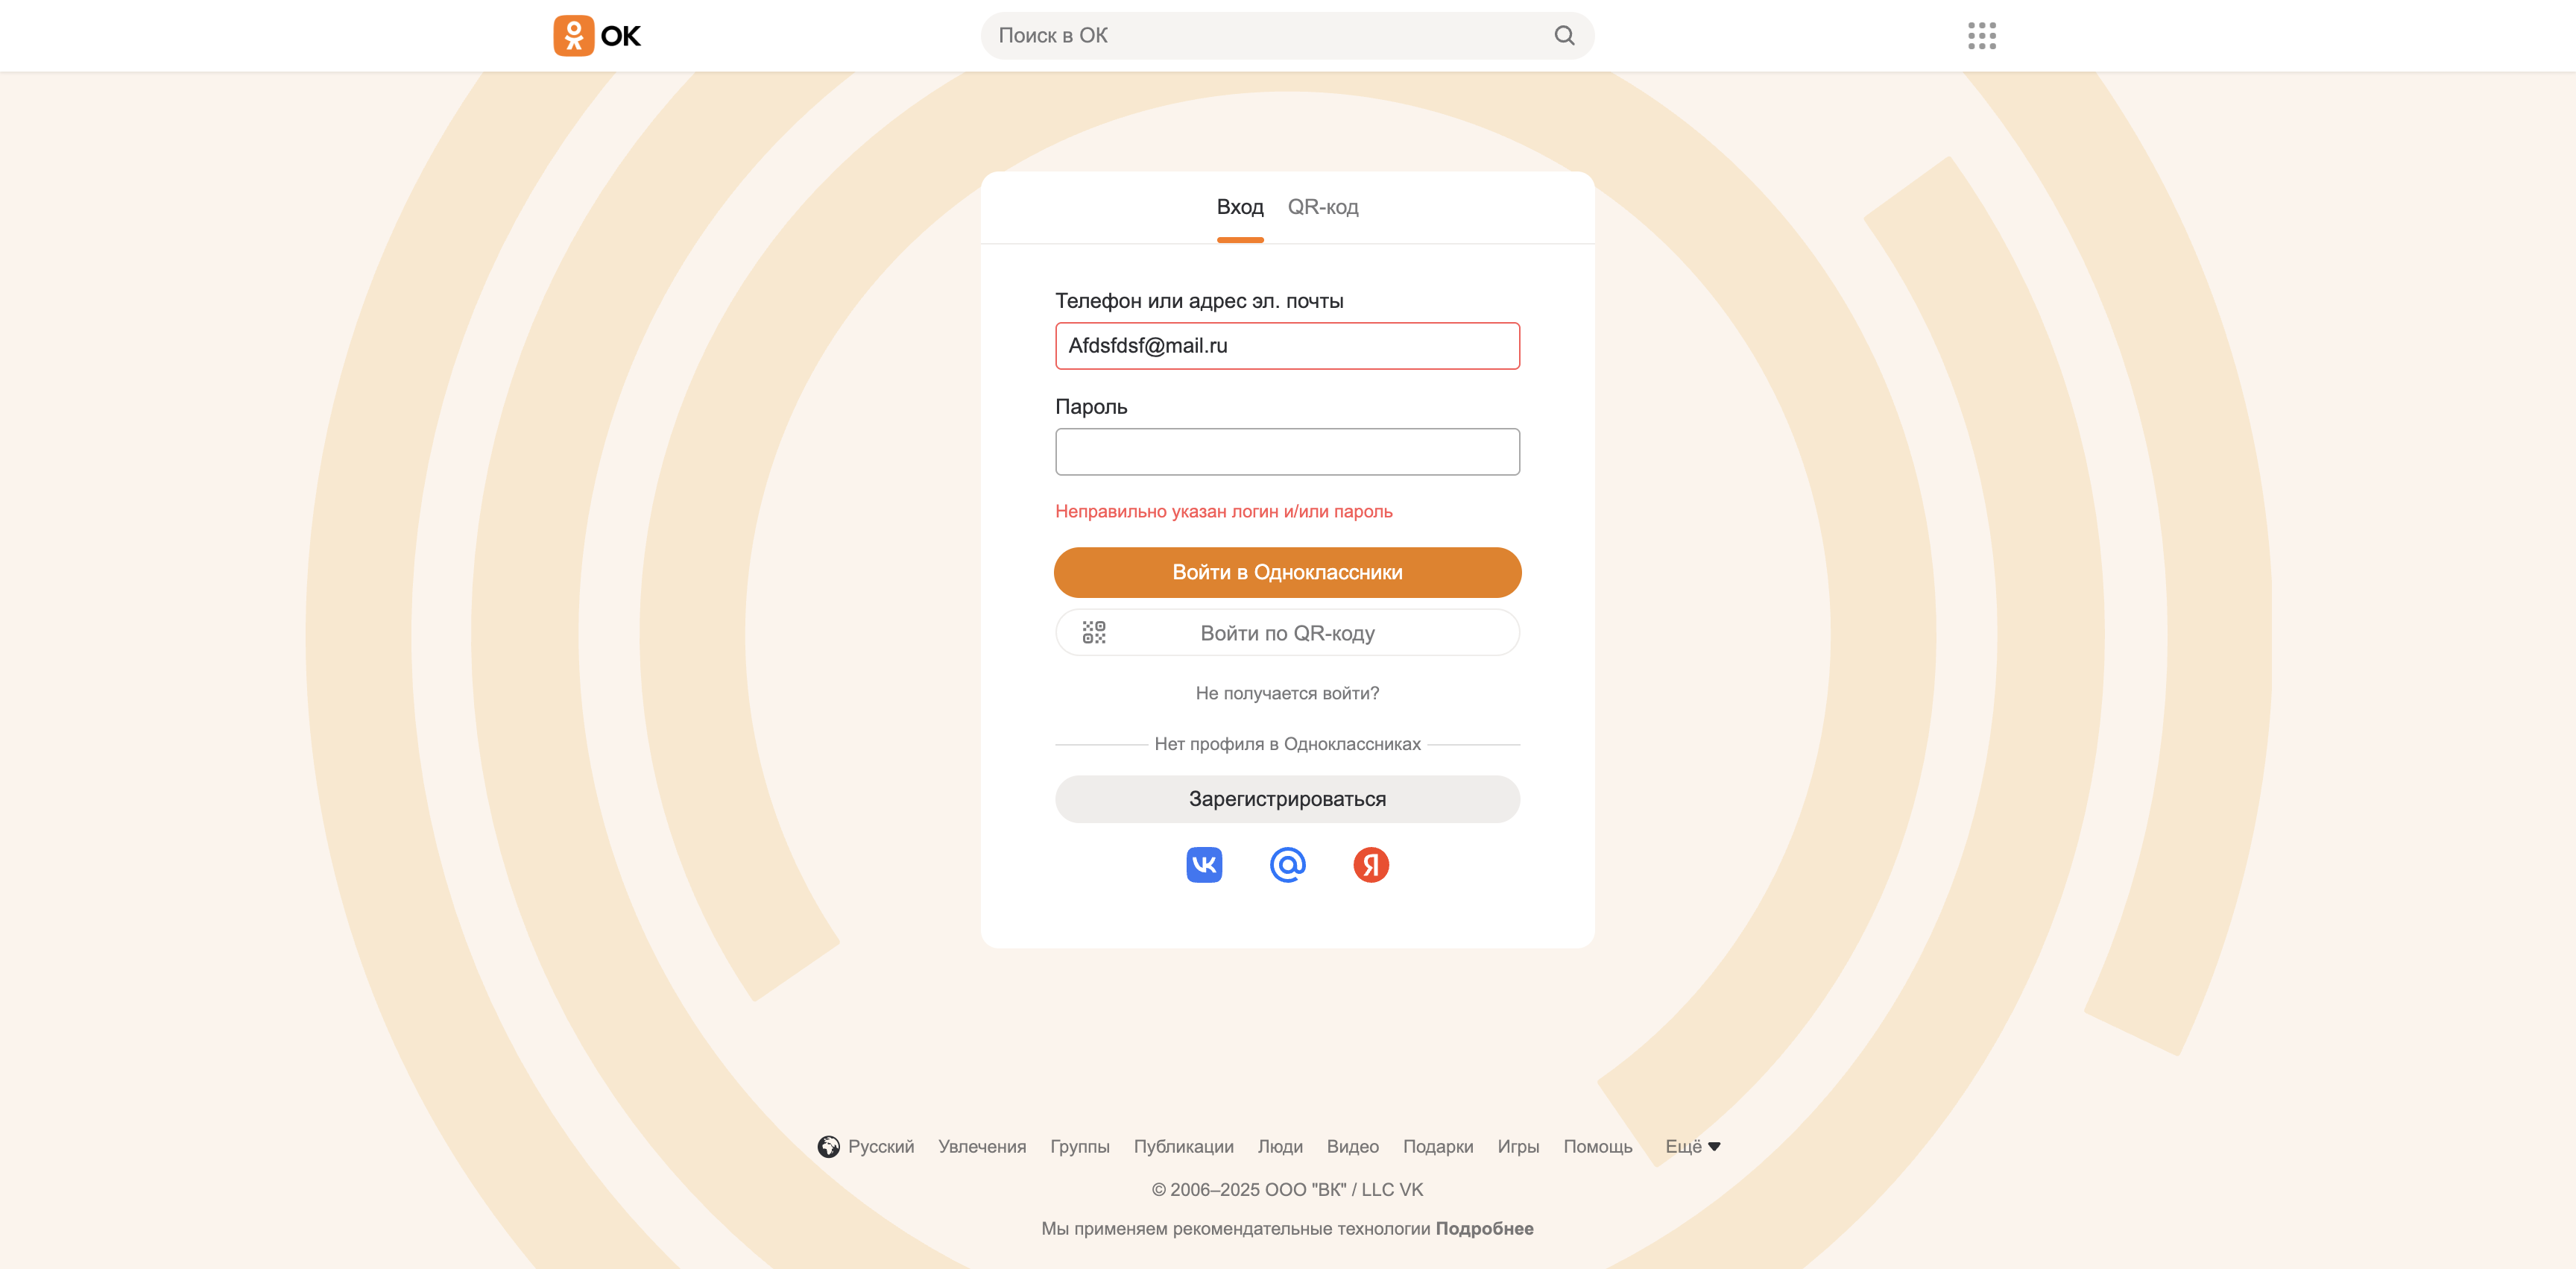 ОК
Поиск в ОК
Вход QR-код
Телефон или адрес эл. почты
Afdsfdsf@mail.ru
Пароль
Неправильно указан логин и/или пароль
Войти в Одноклассники
Войти по QR-коду
Не получается войти?
Нет профиля в Одноклассниках
Зарегистрироваться
Русский Увлечения Группы Публикации Люди Видео Подарки Игры Помощь Ещё
© 2006–2025 ООО "ВК" / LLC VK
Мы применяем рекомендательные технологии Подробнее